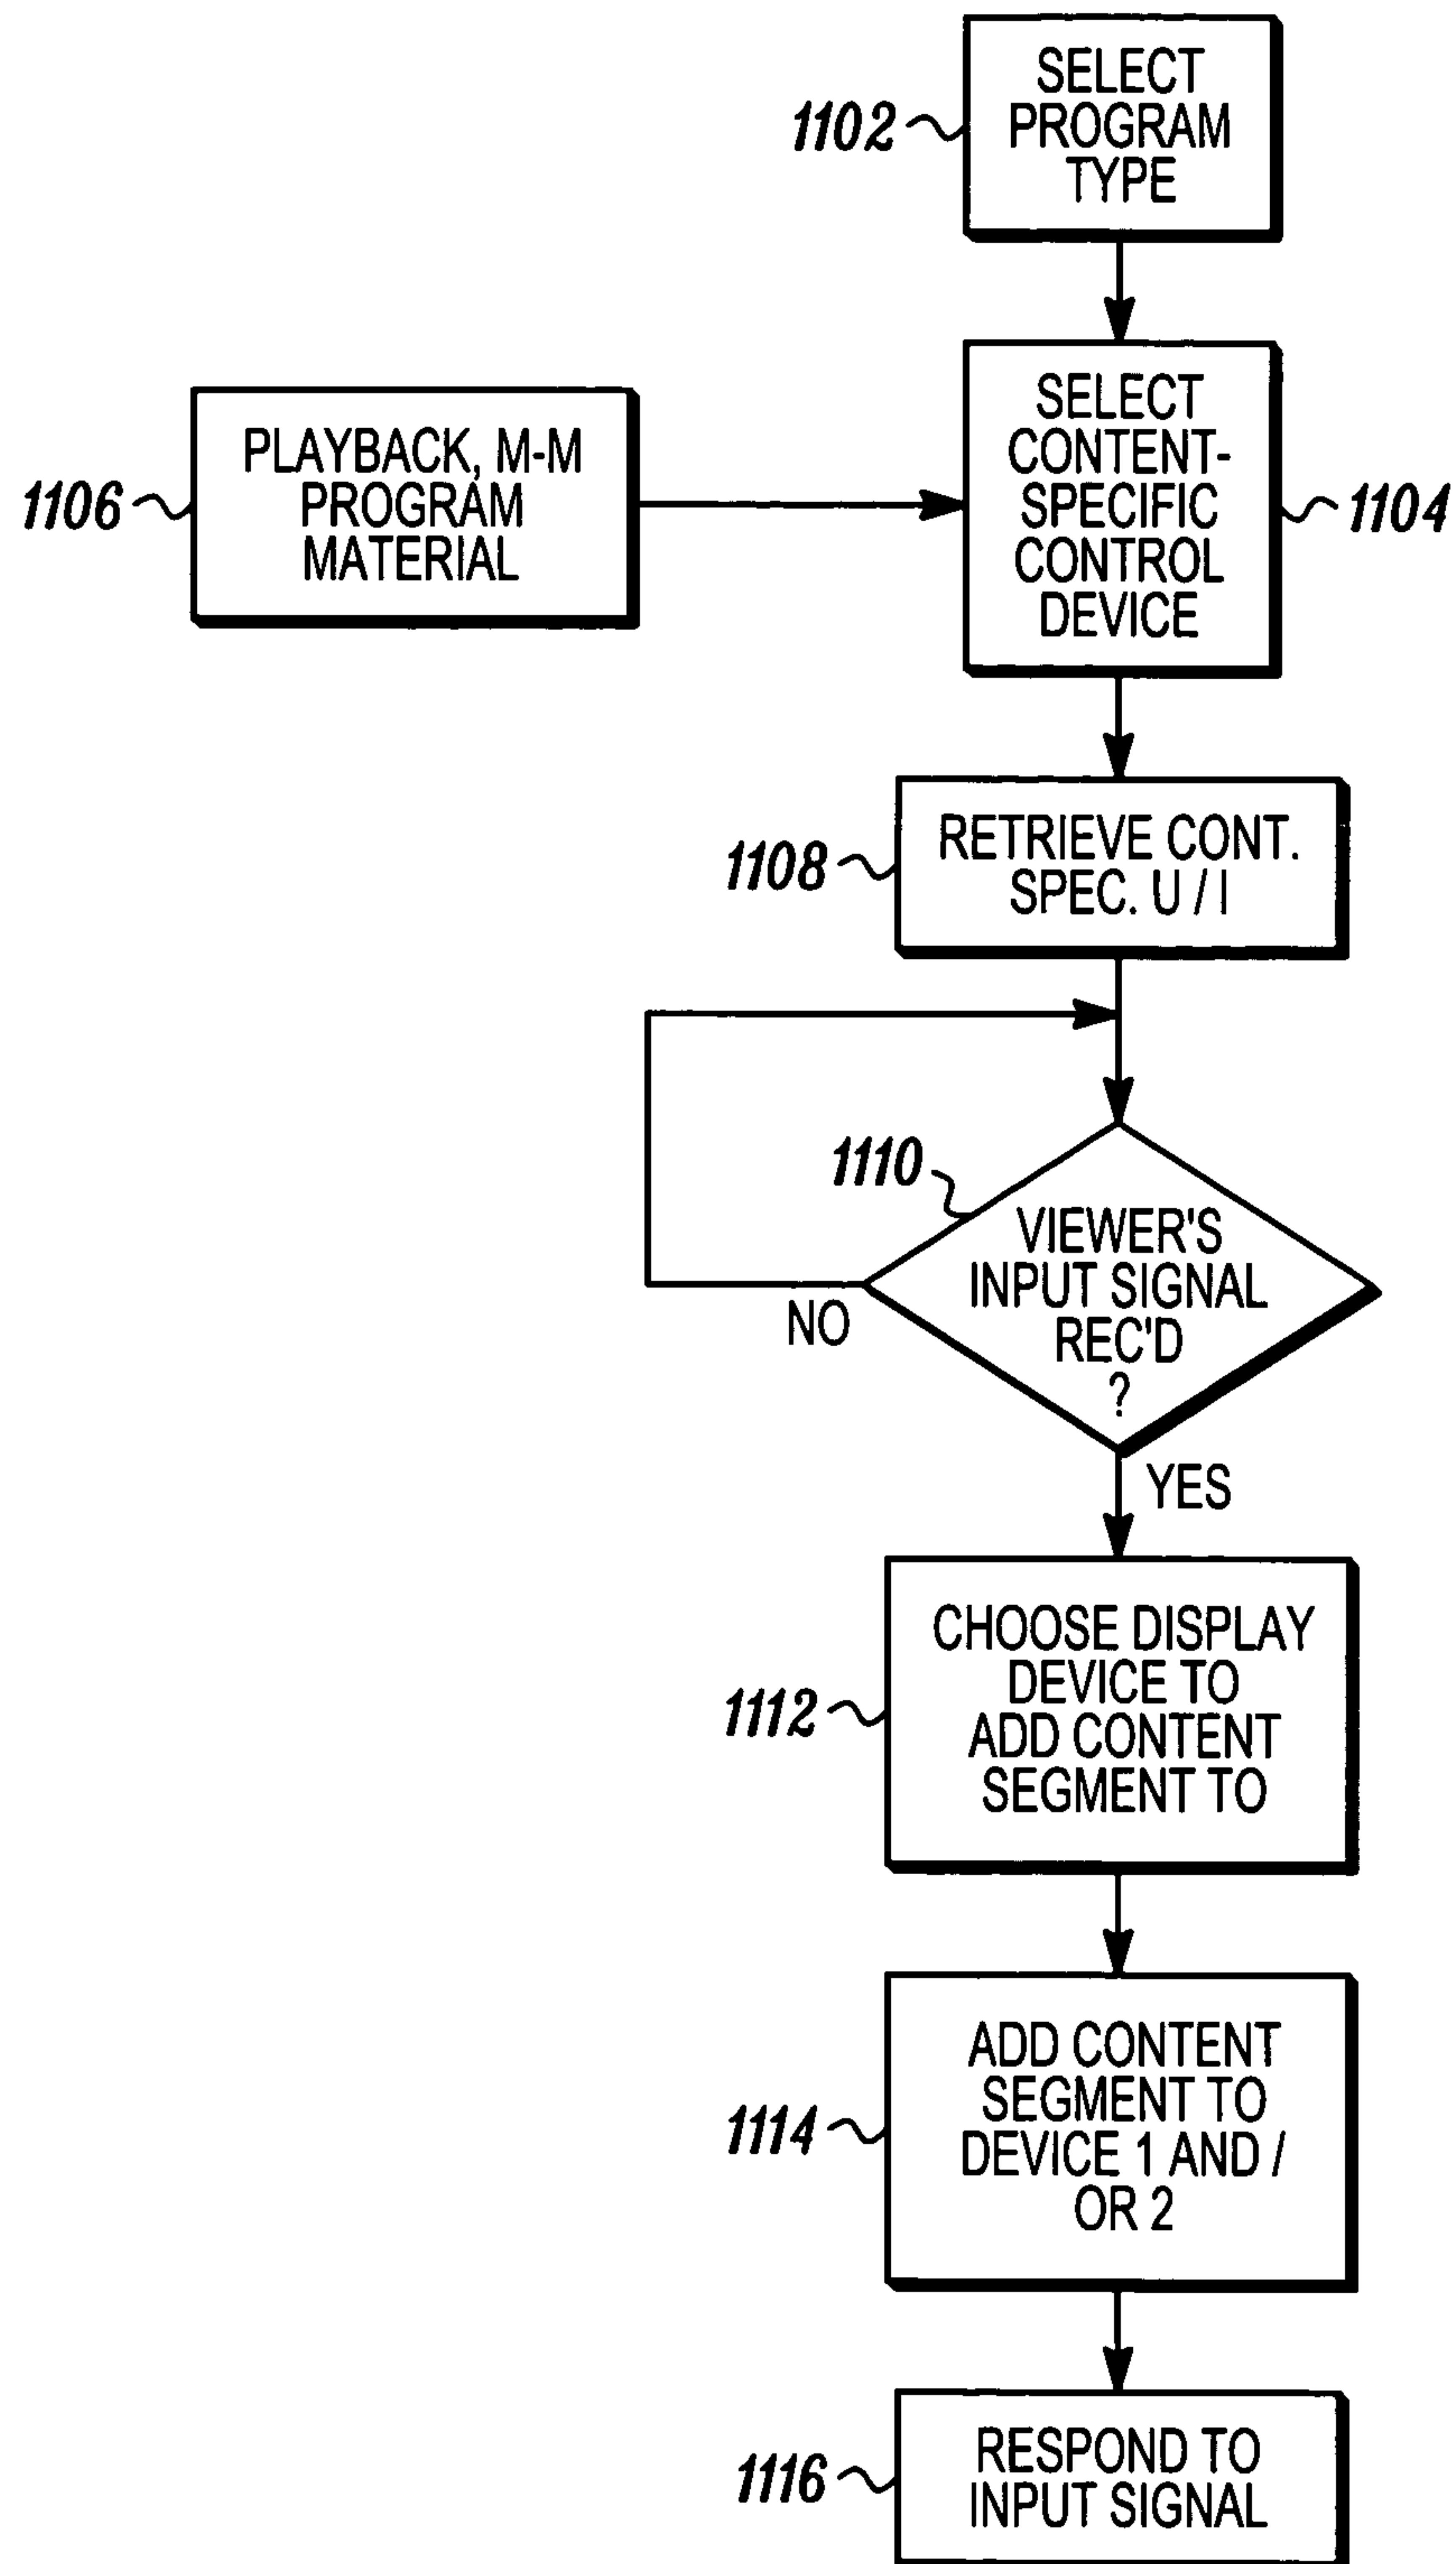 SELECT
PROGRAM
TYPE
1102
SELECT
CONTENT-
SPECIFIC
CONTROL
DEVICE
1104
PLAYBACK, M-M
PROGRAM
MATERIAL
1106
RETRIEVE CONT.
SPEC. U / I
1108
1110
VIEWER'S
INPUT SIGNAL
REC'D
?
NO
YES
CHOOSE DISPLAY
DEVICE TO
ADD CONTENT
SEGMENT TO
1112
ADD CONTENT
SEGMENT TO
DEVICE 1 AND /
OR 2
1114
RESPOND TO
INPUT SIGNAL
1116